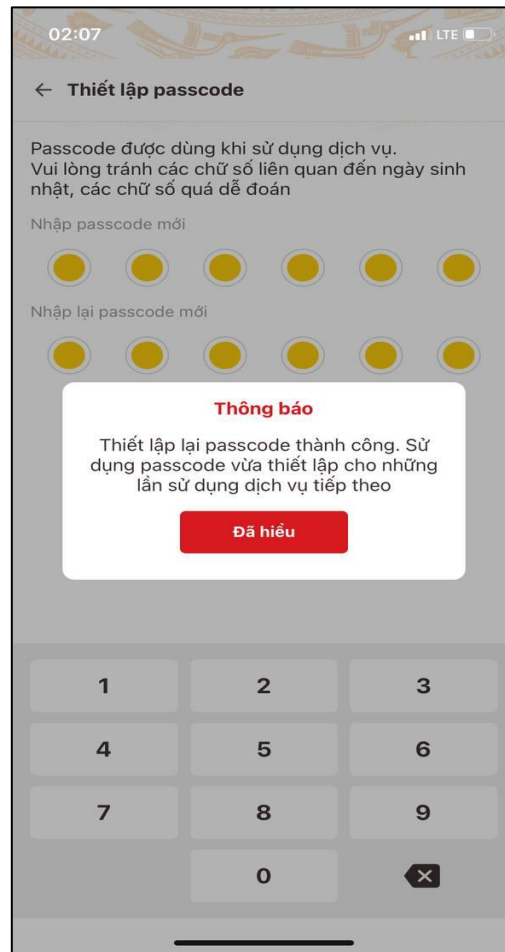 02:07
LTE
← Thiết lập passcode
Passcode được dùng khi sử dụng dịch vụ.
Vui lòng tránh các chữ số liên quan đến ngày sinh
nhật, các chữ số quá dễ đoán
Nhập passcode mới
Nhập lại passcode mới
Thông báo
Thiết lập lại passcode thành công. Sử
dụng passcode vừa thiết lập cho những
lần sử dụng dịch vụ tiếp theo
Đã hiểu
1 2 3
4 5 6
7 8 9
0